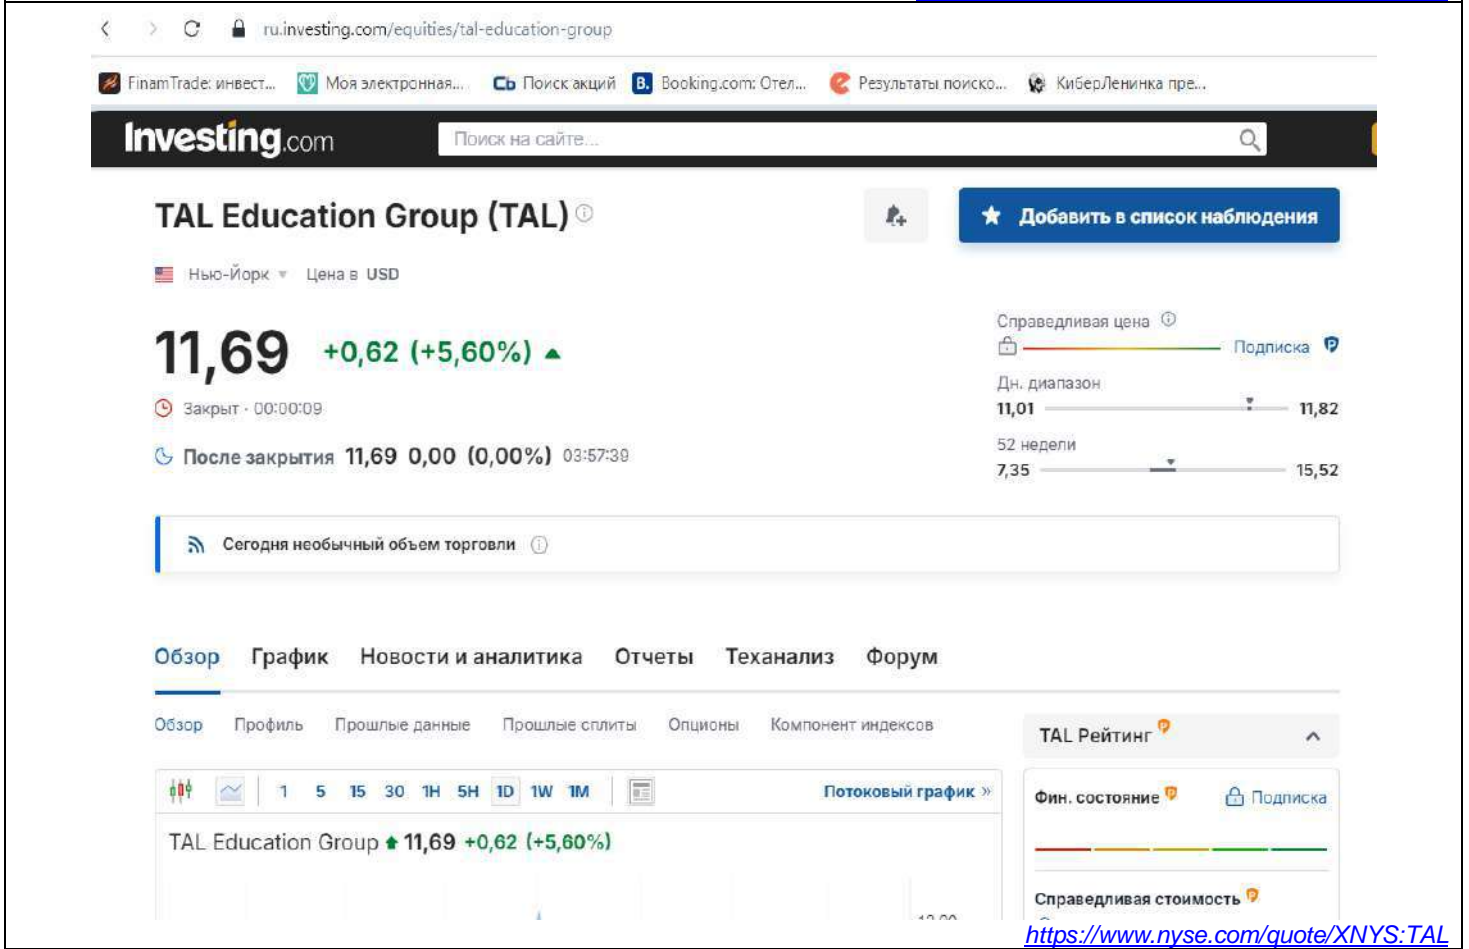 ru.investing.com/equities/tal-education-group
FinamTrade: инвест... Моя электронная... Сb Поиск акций B. Booking.com: Отел... Результаты поиско... КиберЛенинка пре...
Investing.com Поиск на сайте...
TAL Education Group (TAL)
Добавить в список наблюдения
Нью-Йорк Цена в USD
11,69 +0,62 (+5,60%)
Закрыт · 00:00:09
После закрытия 11,69 0,00 (0,00%) 03:57:39
Справедливая цена
Подписка
Дн. диапазон
11,01 11,82
52 недели
7,35 15,52
Сегодня необычный объем торговли
Обзор График Новости и аналитика Отчеты Теханализ Форум
Обзор Профиль Прошлые данные Прошлые сплиты Опционы Компонент индексов
1 5 15 30 1H 5H 1D 1W 1M Потоковый график »
TAL Education Group 11,69 +0,62 (+5,60%)
TAL Рейтинг
Фин. состояние Подписка
Справедливая стоимость
https://www.nyse.com/quote/XNYS:TAL